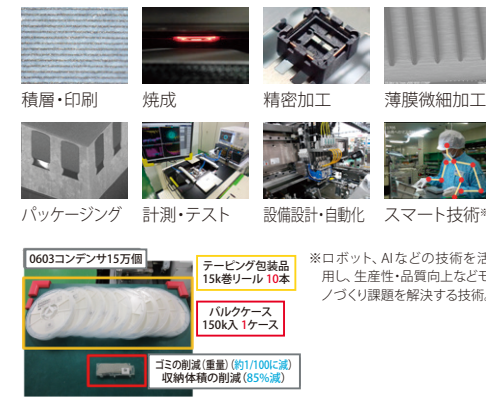 積層・印刷
焼成
精密加工
薄膜微細加工
パッケージング
計測・テスト
設備設計・自動化
スマート技術※
0603コンデンサ15万個
テーピング包装品
15k巻リール 10本
バルクケース
150k入 1ケース
ゴミの削減(重量)(約1/100に減)
収納体積の削減(85%減)
※ロボット、AIなどの技術を活
用し、生産性・品質向上などモ
ノづくり課題を解決する技術。